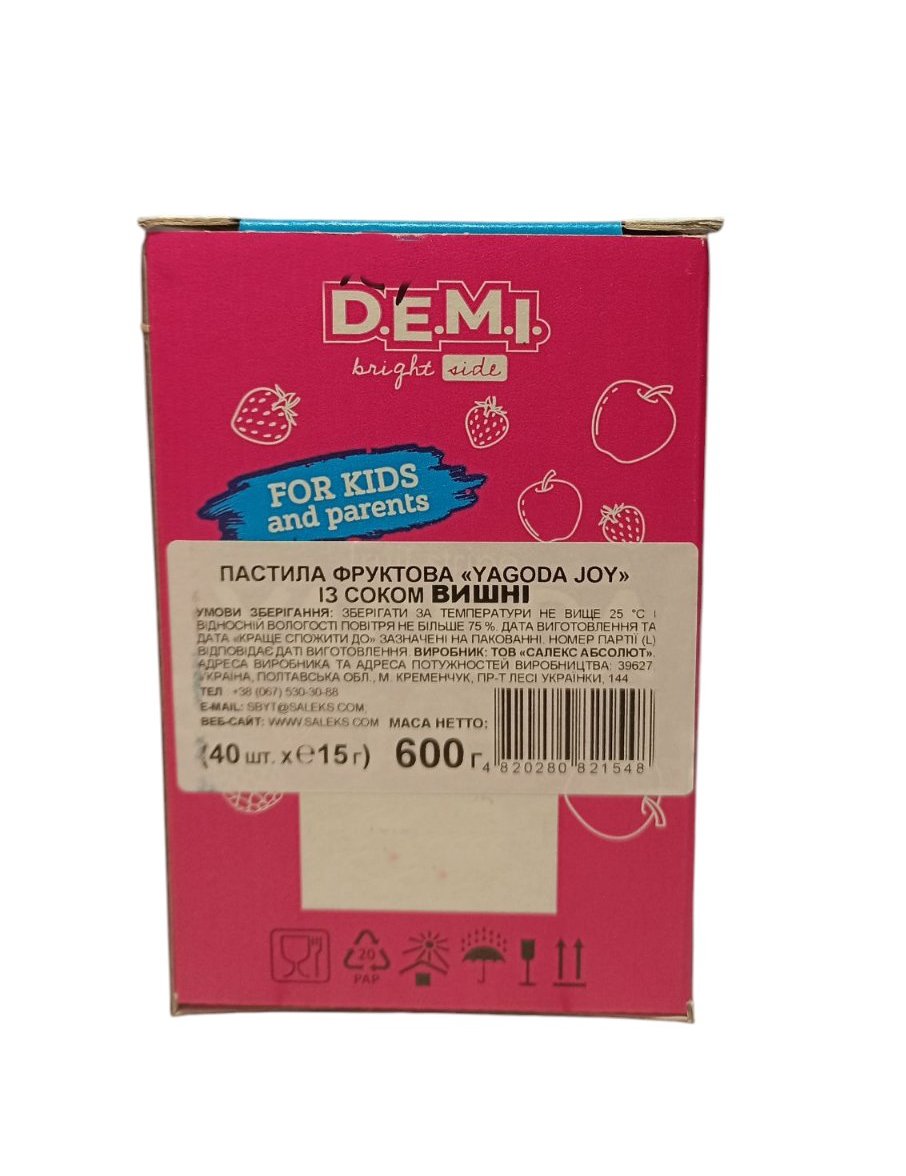 D.E.M.I.
bright side
FOR KIDS
and parents
ПАСТИЛА ФРУКТОВА «YAGODA JOY»
ІЗ СОКОМ ВИШНІ
УМОВИ ЗБЕРІГАННЯ: ЗБЕРІГАТИ ЗА ТЕМПЕРАТУРИ НЕ ВИЩЕ 25 °C І
ВІДНОСНІЙ ВОЛОГОСТІ ПОВІТРЯ НЕ БІЛЬШЕ 75 %. ДАТА ВИГОТОВЛЕННЯ ТА
ДАТА «КРАЩЕ СПОЖИТИ ДО» ЗАЗНАЧЕНІ НА ПАКОВАННІ. НОМЕР ПАРТІЇ (L)
ВІДПОВІДАЄ ДАТІ ВИГОТОВЛЕННЯ. ВИРОБНИК: ТОВ «САЛЕКС АБСОЛЮТ».
АДРЕСА ВИРОБНИКА ТА АДРЕСА ПОТУЖНОСТЕЙ ВИРОБНИЦТВА: 39627,
УКРАЇНА, ПОЛТАВСЬКА ОБЛ., М. КРЕМЕНЧУК, ПР-Т ЛЕСІ УКРАЇНКИ, 144
ТЕЛ +38 (067) 530-30-88
E-MAIL: SBYT@SALEKS.COM,
ВЕБ-САЙТ: WWW.SALEKS.COM МАСА НЕТТО:
(40 шт. х℮15 г) 600 г
4 820280 821548
20
PAP